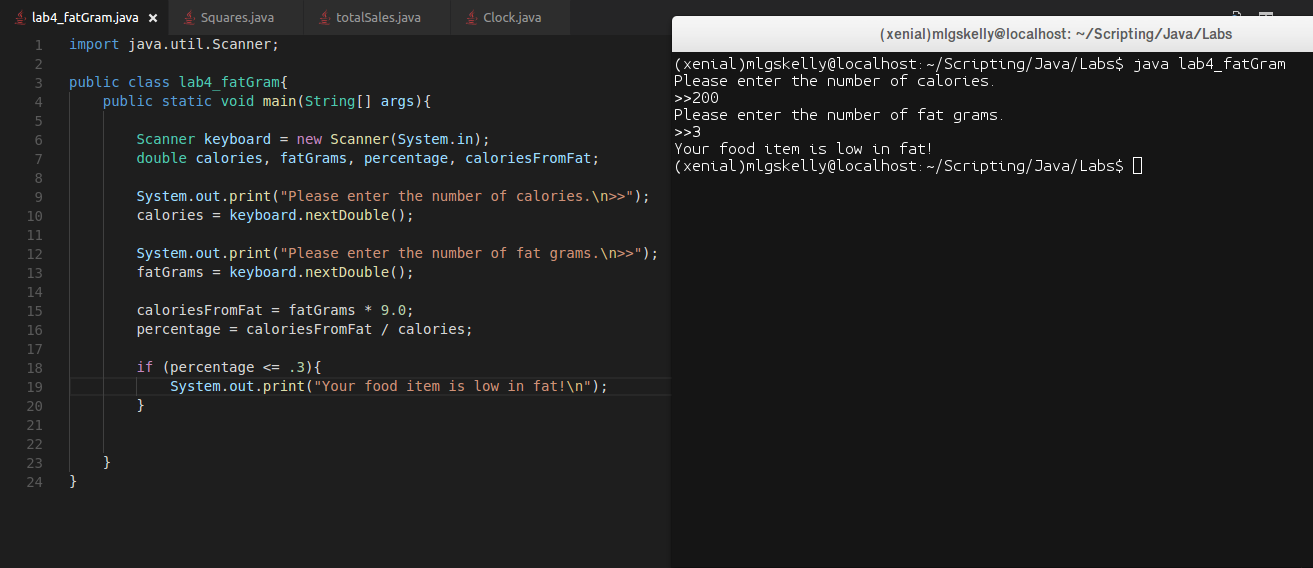 lab4_fatGram.java × Squares.java totalSales.java Clock.java
1 import java.util.Scanner;
2
3 public class lab4_fatGram{
4 public static void main(String[] args){
5
6 Scanner keyboard = new Scanner(System.in);
7 double calories, fatGrams, percentage, caloriesFromFat;
8
9 System.out.print("Please enter the number of calories.\n>>");
10 calories = keyboard.nextDouble();
11
12 System.out.print("Please enter the number of fat grams.\n>>");
13 fatGrams = keyboard.nextDouble();
14
15 caloriesFromFat = fatGrams * 9.0;
16 percentage = caloriesFromFat / calories;
17
18 if (percentage <= .3){
19 System.out.print("Your food item is low in fat!\n");
20 }
21
22
23 }
24 }
(xenial)mlgskelly@localhost: ~/Scripting/Java/Labs
(xenial)mlgskelly@localhost:~/Scripting/Java/Labs$ java lab4_fatGram
Please enter the number of calories.
>>200
Please enter the number of fat grams.
>>3
Your food item is low in fat!
(xenial)mlgskelly@localhost:~/Scripting/Java/Labs$